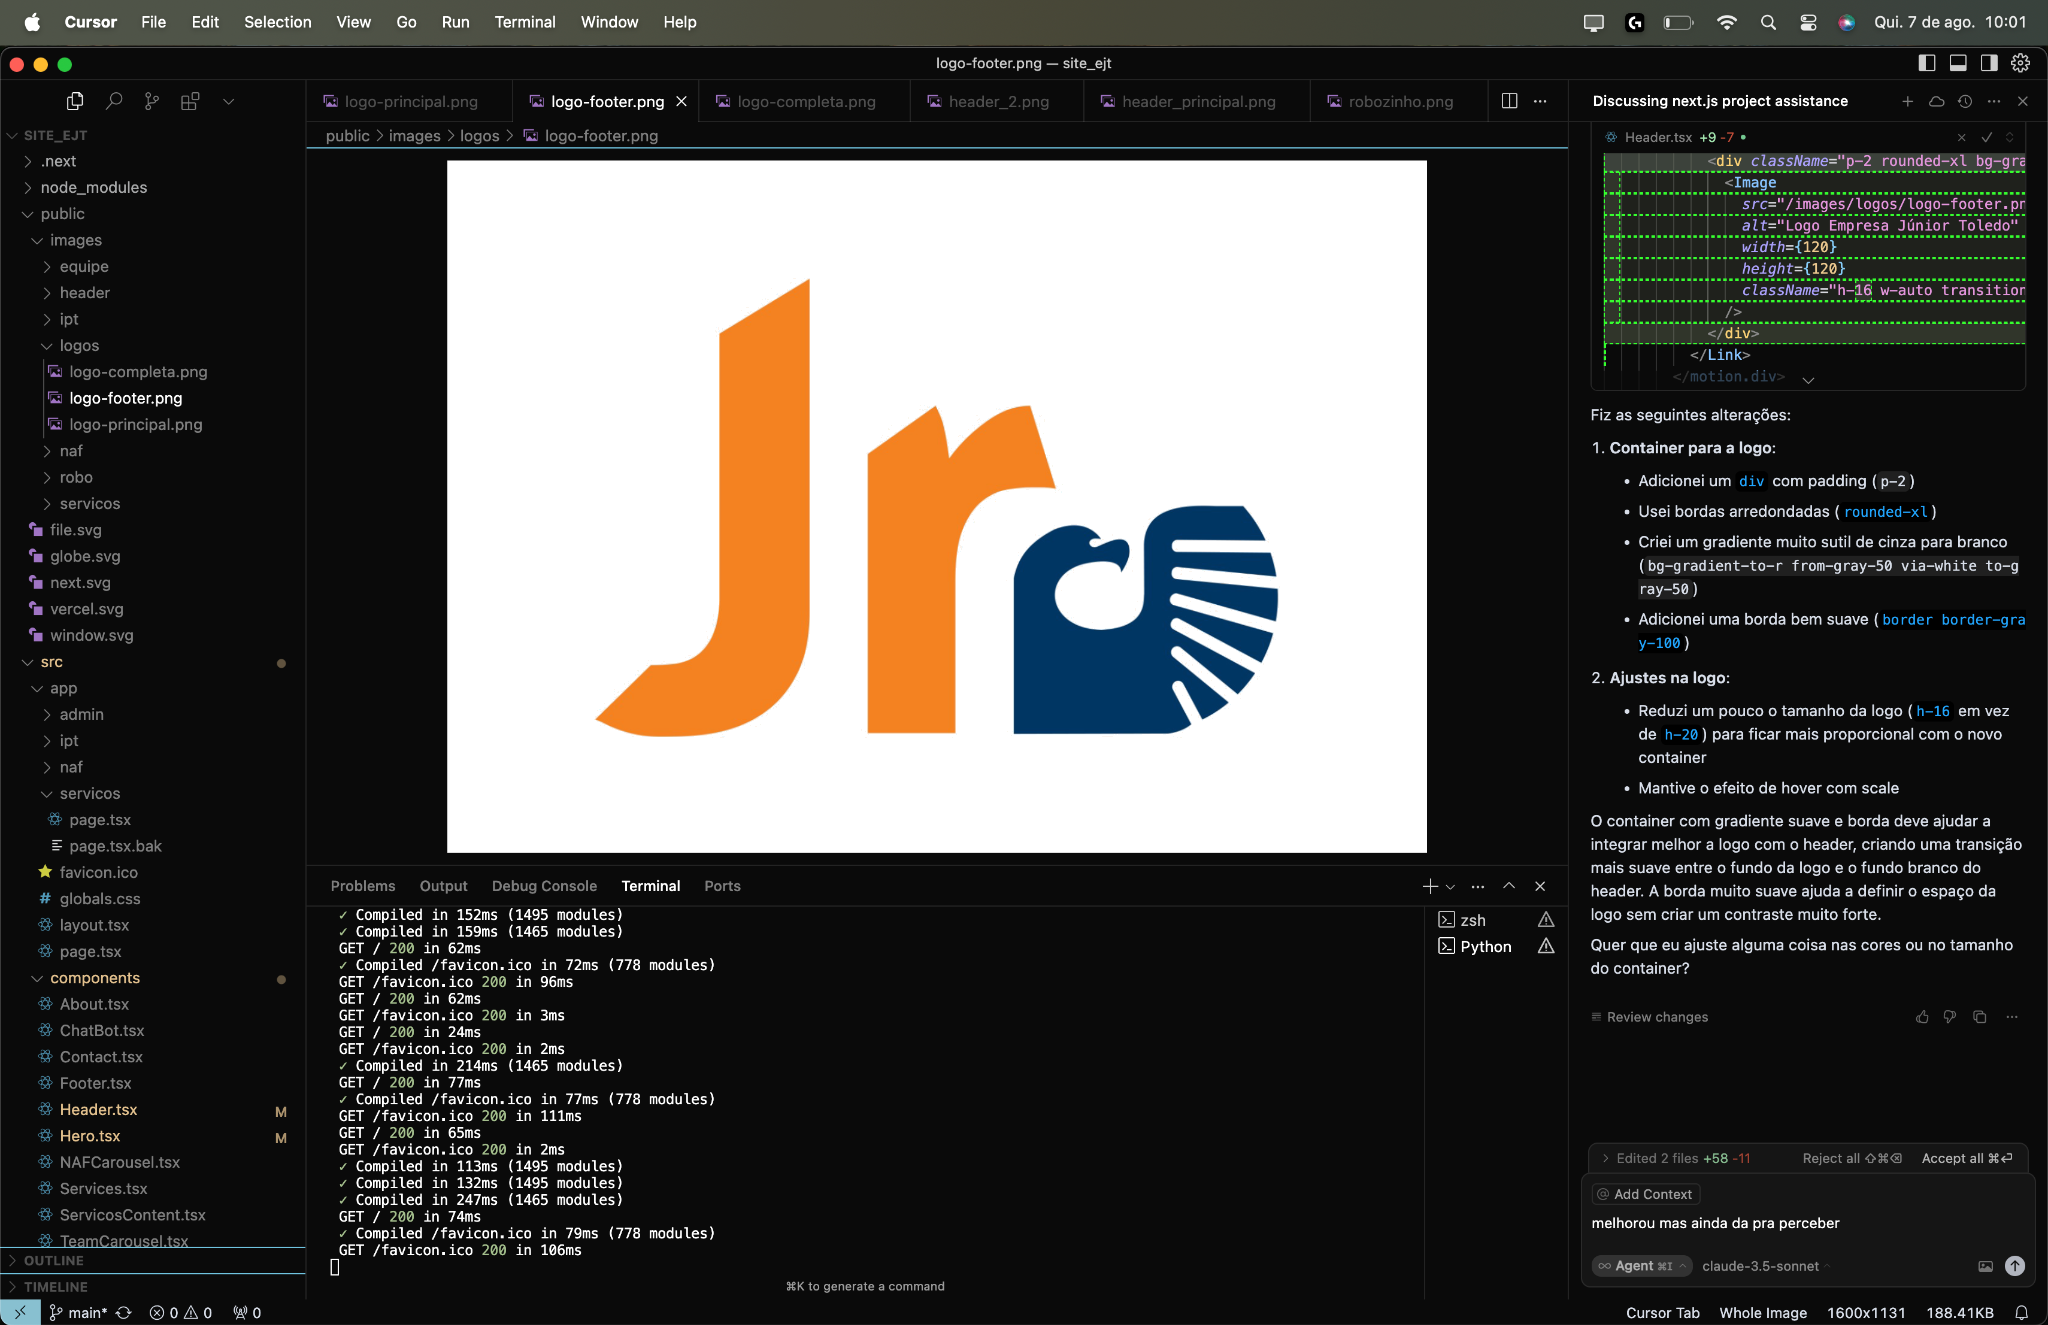 Cursor File Edit Selection View Go Run Terminal Window Help
Qui. 7 de ago. 10:01
logo-footer.png — site_ejt
SITE_EJT
.next
node_modules
public
images
equipe
header
ipt
logos
logo-completa.png
logo-footer.png
logo-principal.png
naf
robo
servicos
file.svg
globe.svg
next.svg
vercel.svg
window.svg
src
app
admin
ipt
naf
servicos
page.tsx
page.tsx.bak
favicon.ico
globals.css
layout.tsx
page.tsx
components
About.tsx
ChatBot.tsx
Contact.tsx
Footer.tsx
Header.tsx M
Hero.tsx M
NAFCarousel.tsx
Services.tsx
ServicosContent.tsx
TeamCarousel.tsx
OUTLINE
TIMELINE
logo-principal.png
logo-footer.png
logo-completa.png
header_2.png
header_principal.png
robozinho.png
public > images > logos > logo-footer.png
Jr
Problems Output Debug Console Terminal Ports
✓ Compiled in 152ms (1495 modules)
✓ Compiled in 159ms (1465 modules)
GET / 200 in 62ms
✓ Compiled /favicon.ico in 72ms (778 modules)
GET /favicon.ico 200 in 96ms
GET / 200 in 62ms
GET /favicon.ico 200 in 3ms
GET / 200 in 24ms
GET /favicon.ico 200 in 2ms
✓ Compiled in 214ms (1465 modules)
GET / 200 in 77ms
✓ Compiled /favicon.ico in 77ms (778 modules)
GET /favicon.ico 200 in 111ms
GET / 200 in 65ms
GET /favicon.ico 200 in 2ms
✓ Compiled in 113ms (1495 modules)
✓ Compiled in 132ms (1495 modules)
✓ Compiled in 247ms (1465 modules)
GET / 200 in 74ms
✓ Compiled /favicon.ico in 79ms (778 modules)
GET /favicon.ico 200 in 106ms
⌘K to generate a command
zsh
Python
Discussing next.js project assistance
Header.tsx +9 -7
<div className="p-2 rounded-xl bg-gra
<Image
src="/images/logos/logo-footer.pn
alt="Logo Empresa Júnior Toledo"
width={120}
height={120}
className="h-16 w-auto transition
/>
</div>
</Link>
</motion.div>
Fiz as seguintes alterações:
1. Container para a logo:
• Adicionei um div com padding (p-2)
• Usei bordas arredondadas (rounded-xl)
• Criei um gradiente muito sutil de cinza para branco
(bg-gradient-to-r from-gray-50 via-white to-g
ray-50)
• Adicionei uma borda bem suave (border border-gra
y-100)
2. Ajustes na logo:
• Reduzi um pouco o tamanho da logo (h-16 em vez
de h-20) para ficar mais proporcional com o novo
container
• Mantive o efeito de hover com scale
O container com gradiente suave e borda deve ajudar a
integrar melhor a logo com o header, criando uma transição
mais suave entre o fundo da logo e o fundo branco do
header. A borda muito suave ajuda a definir o espaço da
logo sem criar um contraste muito forte.
Quer que eu ajuste alguma coisa nas cores ou no tamanho
do container?
Review changes
Edited 2 files +58 -11 Reject all ⇧⌘⌫ Accept all ⌘⏎
@ Add Context
melhorou mas ainda da pra perceber
∞ Agent ⌘I claude-3.5-sonnet
main* 0 0 0
Cursor Tab Whole Image 1600x1131 188.41KB